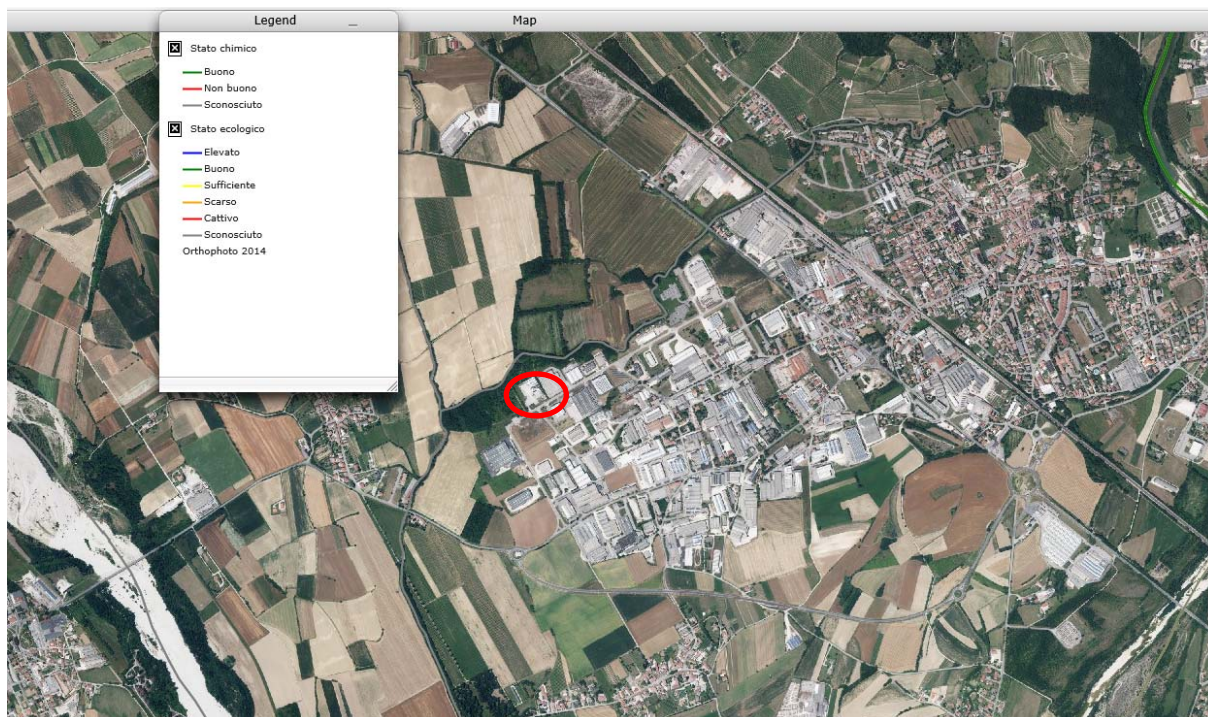 Legend
Map
Stato chimico
Buono
Non buono
Sconosciuto
Stato ecologico
Elevato
Buono
Sufficiente
Scarso
Cattivo
Sconosciuto
Orthophoto 2014